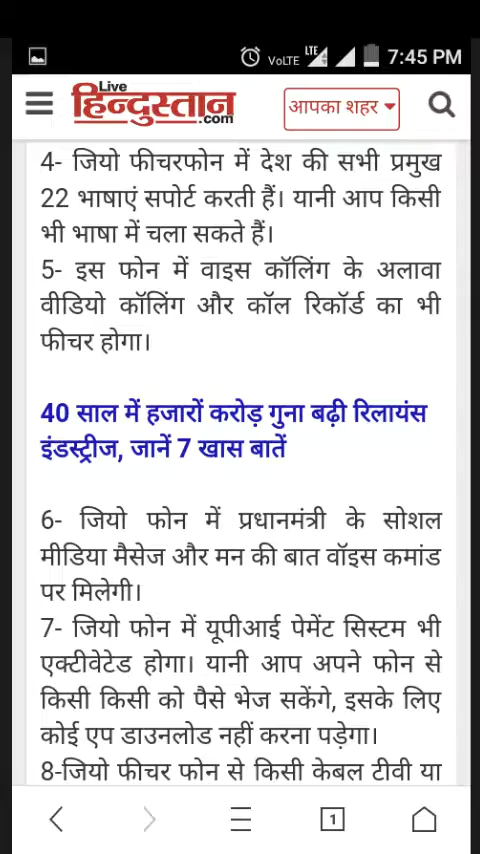 VoLTE LTE 7:45 PM
Live
हिन्दुस्तान
.com
आपका शहर
4- जियो फीचरफोन में देश की सभी प्रमुख
22 भाषाएं सपोर्ट करती हैं। यानी आप किसी
भी भाषा में चला सकते हैं।
5- इस फोन में वाइस कॉलिंग के अलावा
वीडियो कॉलिंग और कॉल रिकॉर्ड का भी
फीचर होगा।
40 साल में हजारों करोड़ गुना बढ़ी रिलायंस
इंडस्ट्रीज, जानें 7 खास बातें
6- जियो फोन में प्रधानमंत्री के सोशल
मीडिया मैसेज और मन की बात वॉइस कमांड
पर मिलेगी।
7- जियो फोन में यूपीआई पेमेंट सिस्टम भी
एक्टीवेटेड होगा। यानी आप अपने फोन से
किसी किसी को पैसे भेज सकेंगे, इसके लिए
कोई एप डाउनलोड नहीं करना पड़ेगा।
8-जियो फीचर फोन से किसी केबल टीवी या
1